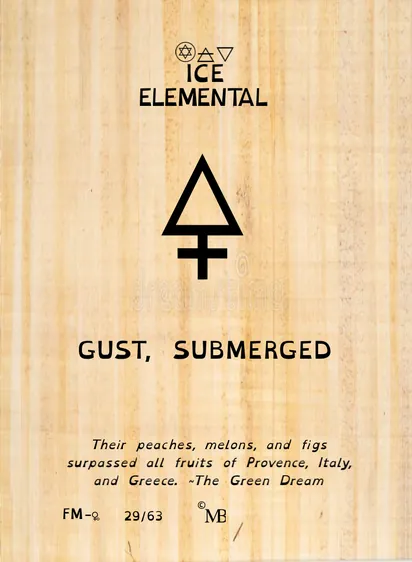 ICE
ELEMENTAL
GUST, SUBMERGED
Their peaches, melons, and figs
surpassed all fruits of Provence, Italy,
and Greece. ~The Green Dream
FM-♀ 29/63 © MB